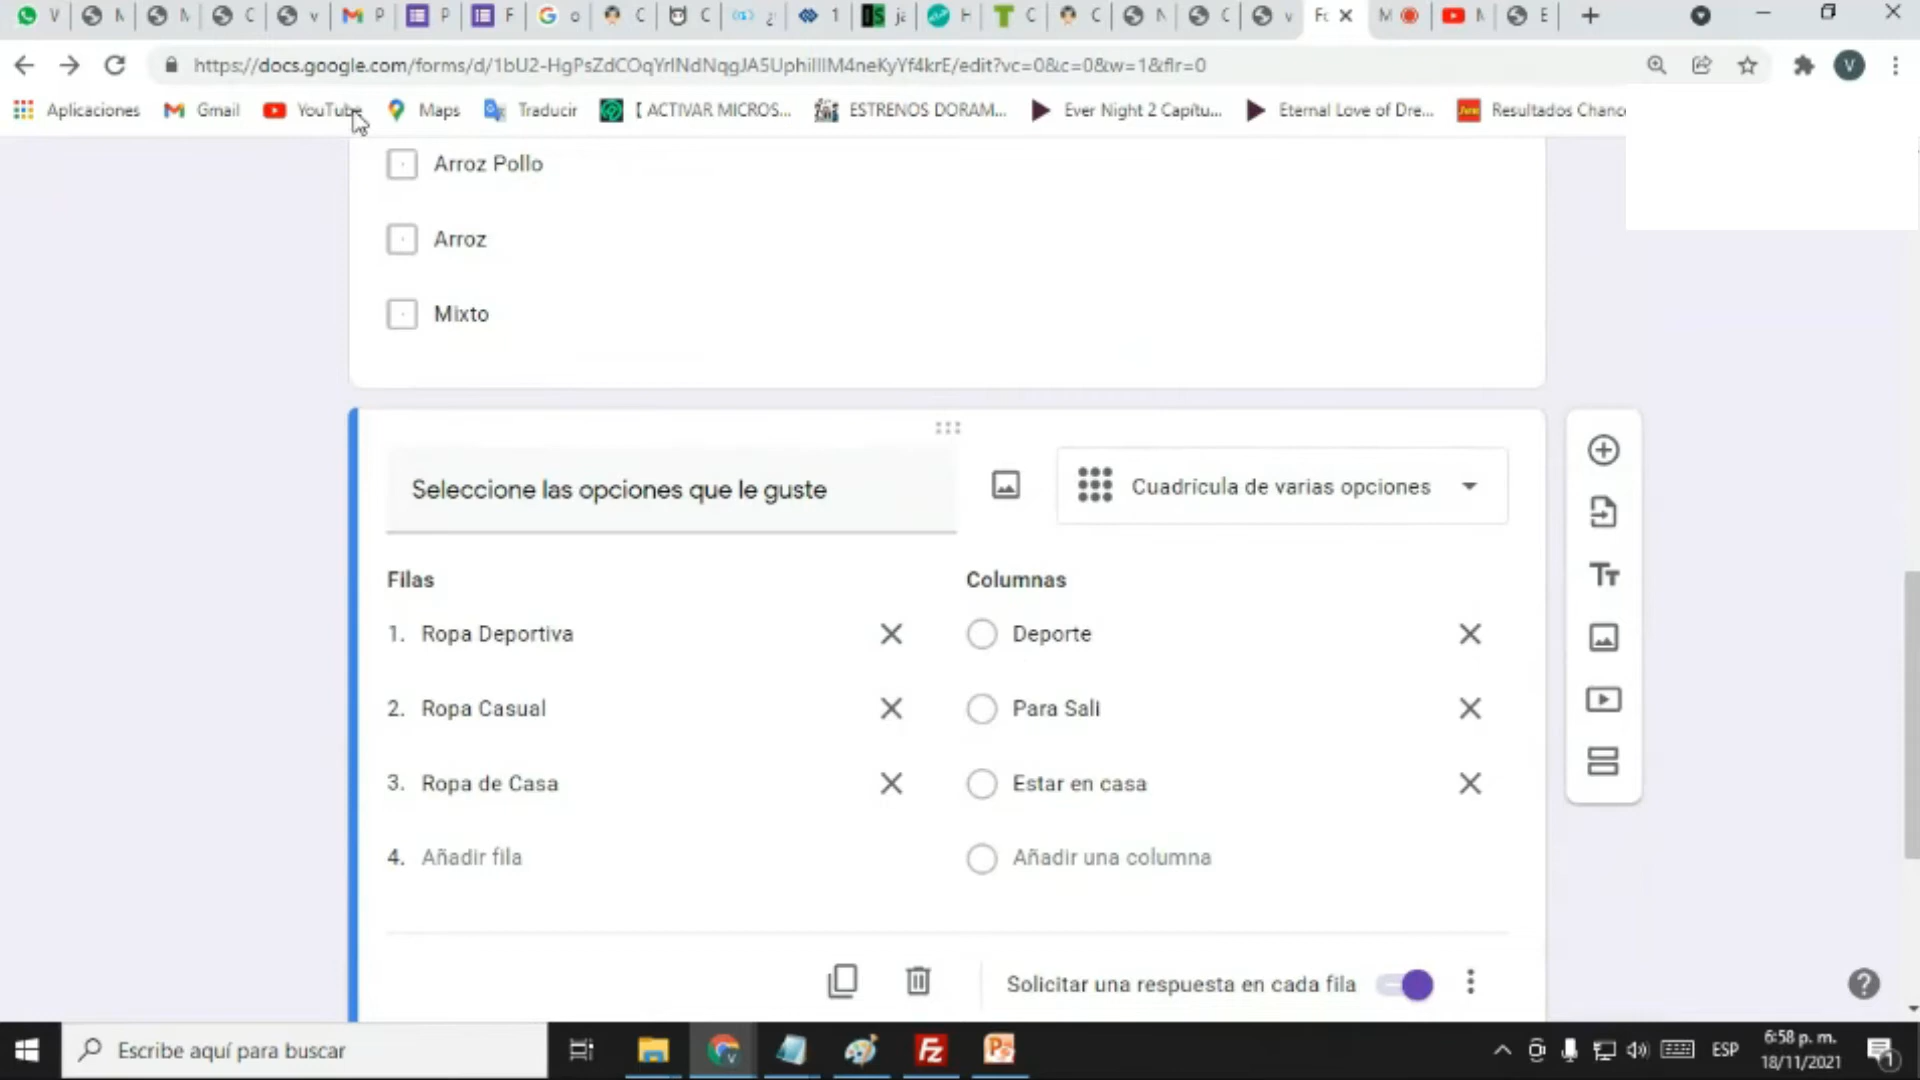 https://docs.google.com/forms/d/1bU2-HgPsZdCOqYrINdNqgJA5UphiIIIM4neKyYf4krE/edit?vc=0&c=0&w=1&flr=0
Aplicaciones Gmail YouTube Maps Traducir [ ACTIVAR MICROS... ESTRENOS DORAM... Ever Night 2 Capítu... Eternal Love of Dre... Resultados Chance
Arroz Pollo
Arroz
Mixto
Seleccione las opciones que le guste
Cuadrícula de varias opciones
Filas Columnas
1. Ropa Deportiva Deporte
2. Ropa Casual Para Sali
3. Ropa de Casa Estar en casa
4. Añadir fila Añadir una columna
Solicitar una respuesta en cada fila
Escribe aquí para buscar
ESP
6:58 p. m.
18/11/2021